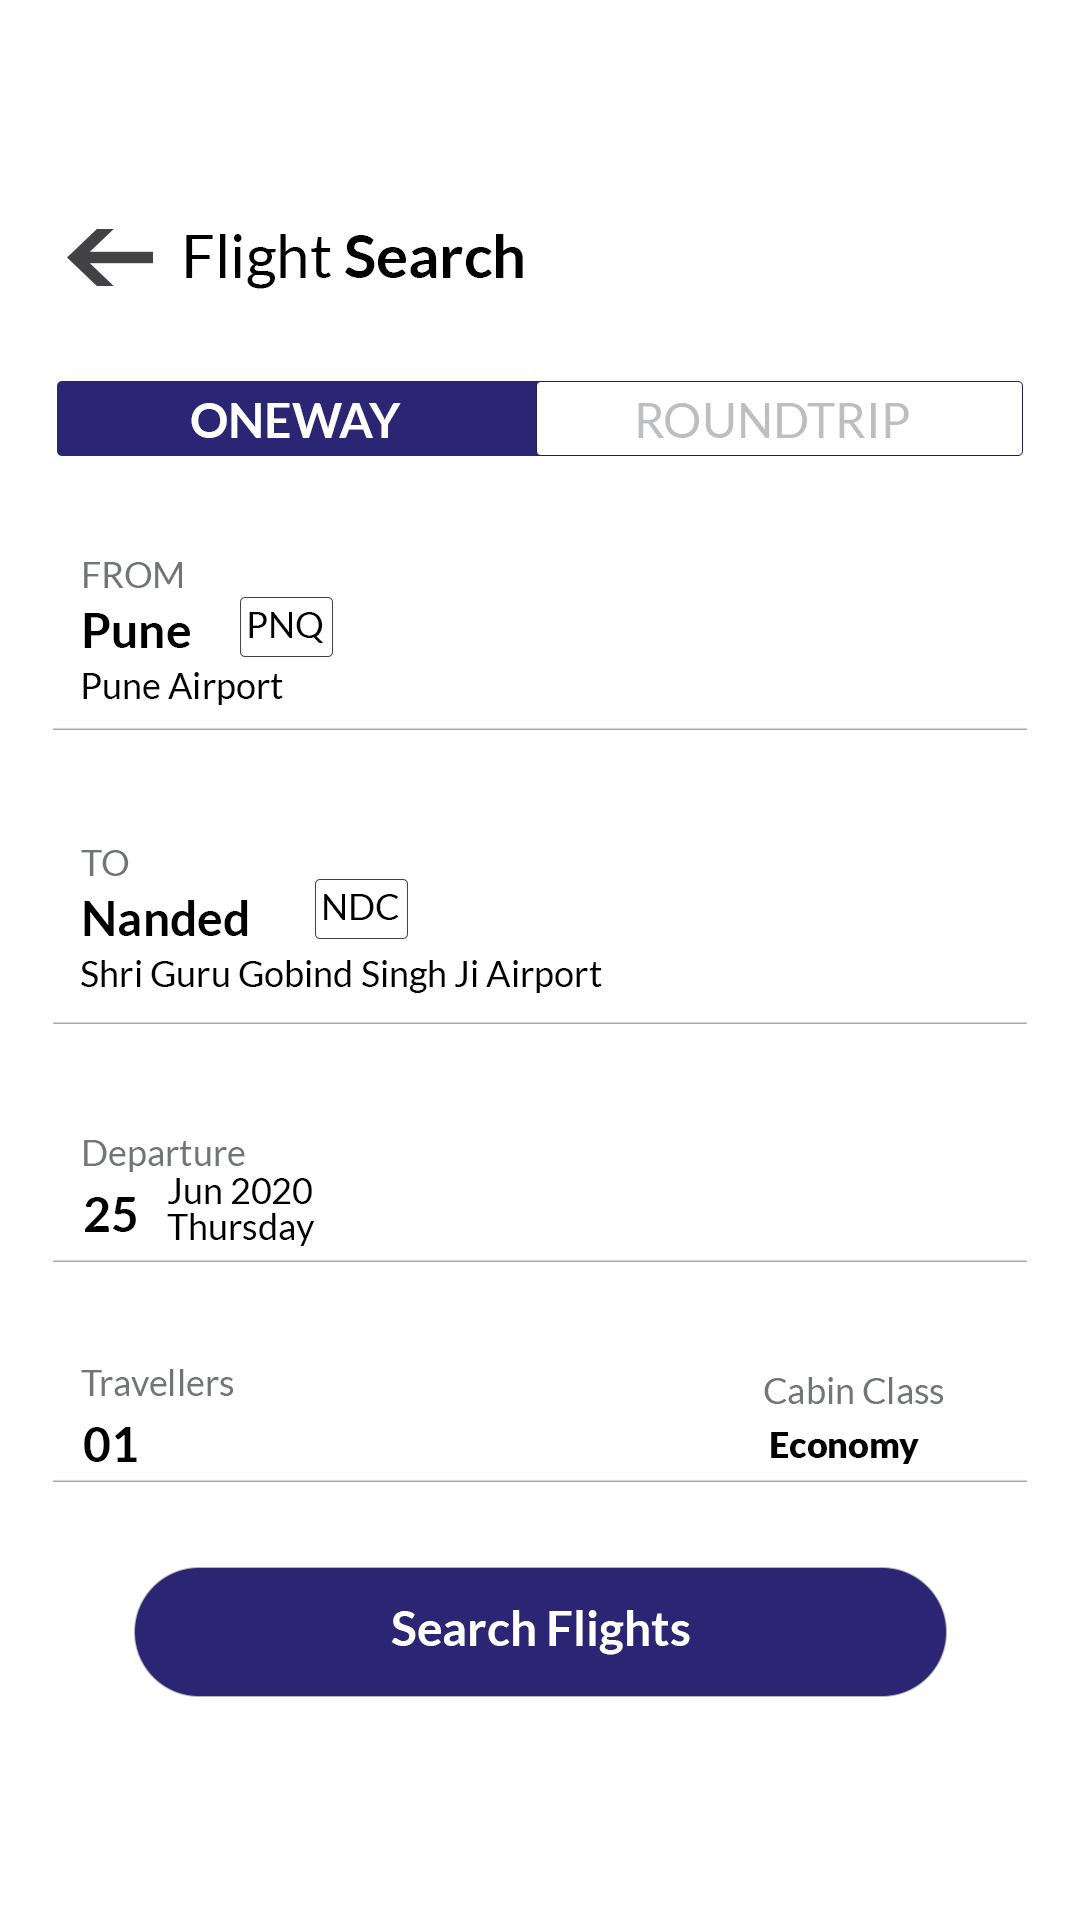 Flight Search
ONEWAY ROUNDTRIP
FROM
Pune PNQ
Pune Airport
TO
Nanded NDC
Shri Guru Gobind Singh Ji Airport
Departure
25 Jun 2020
Thursday
Travellers Cabin Class
01 Economy
Search Flights